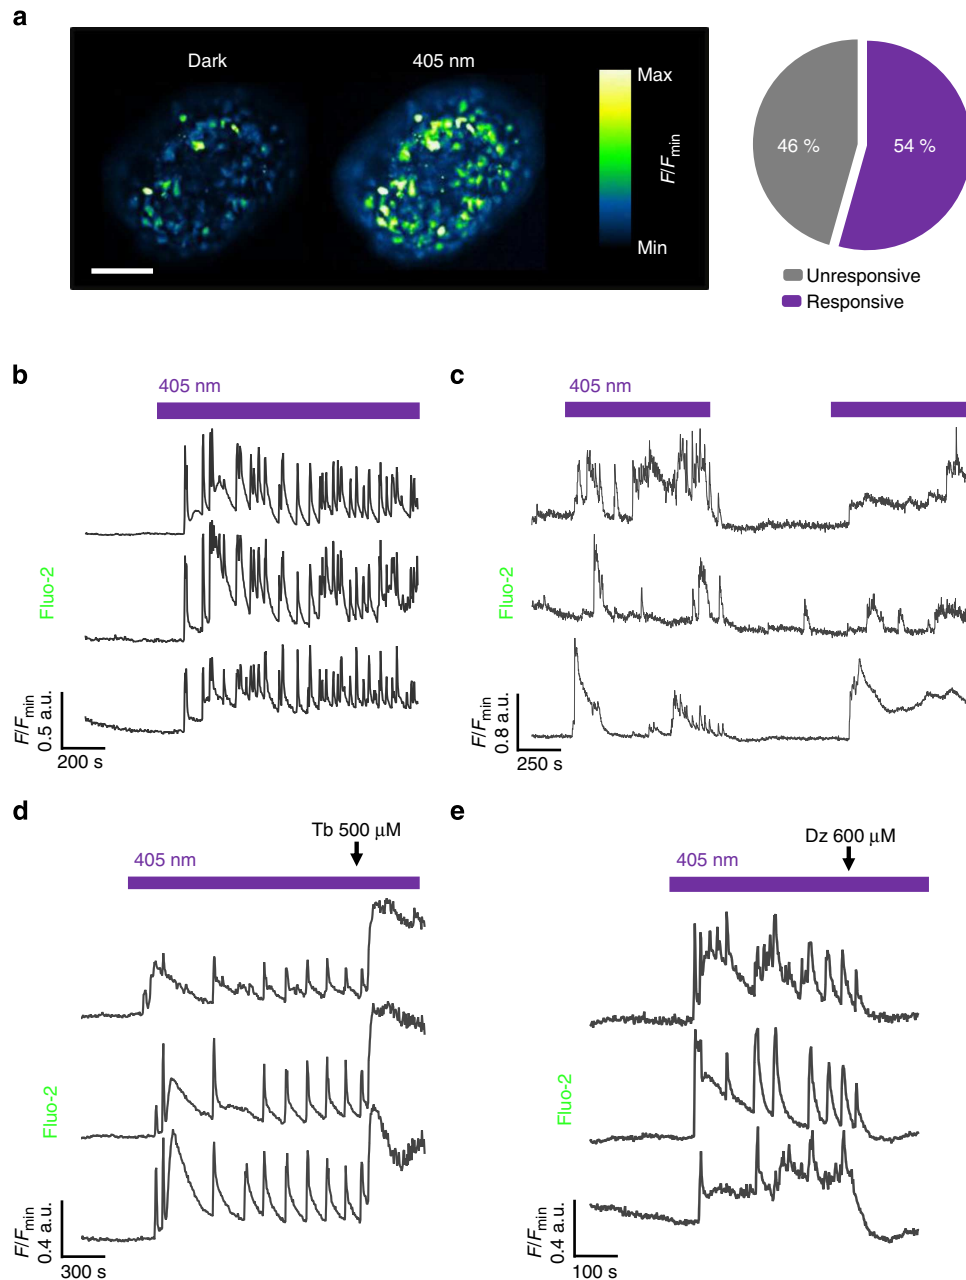 a
Dark
405 nm
Max
F/Fmin
Min
46 %
54 %
Unresponsive
Responsive
b
405 nm
Fluo-2
F/Fmin
0.5 a.u.
200 s
c
405 nm
Fluo-2
F/Fmin
0.8 a.u.
250 s
d
Tb 500 μM
405 nm
Fluo-2
F/Fmin
0.4 a.u.
300 s
e
Dz 600 μM
405 nm
Fluo-2
F/Fmin
0.4 a.u.
100 s